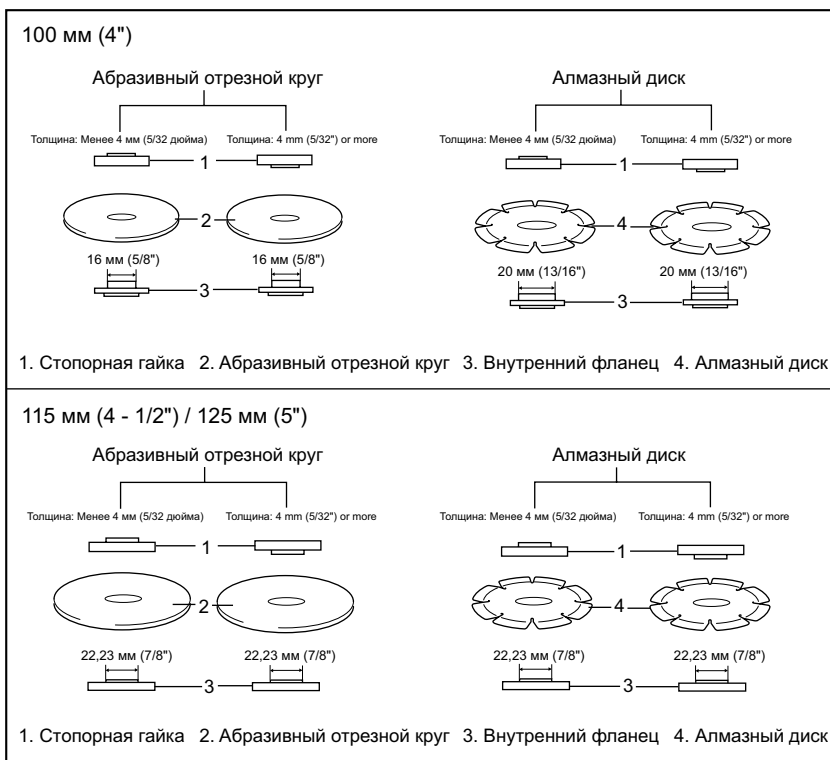 100 мм (4")
Абразивный отрезной круг Алмазный диск
Толщина: Менее 4 мм (5/32 дюйма) Толщина: 4 mm (5/32") or more Толщина: Менее 4 мм (5/32 дюйма) Толщина: 4 mm (5/32") or more
1 1
2 4
16 мм (5/8") 16 мм (5/8") 20 мм (13/16") 20 мм (13/16")
3 3
1. Стопорная гайка 2. Абразивный отрезной круг 3. Внутренний фланец 4. Алмазный диск
115 мм (4 - 1/2") / 125 мм (5")
Абразивный отрезной круг Алмазный диск
Толщина: Менее 4 мм (5/32 дюйма) Толщина: 4 mm (5/32") or more Толщина: Менее 4 мм (5/32 дюйма) Толщина: 4 mm (5/32") or more
1 1
2 4
22,23 мм (7/8") 22,23 мм (7/8") 22,23 мм (7/8") 22,23 мм (7/8")
3 3
1. Стопорная гайка 2. Абразивный отрезной круг 3. Внутренний фланец 4. Алмазный диск